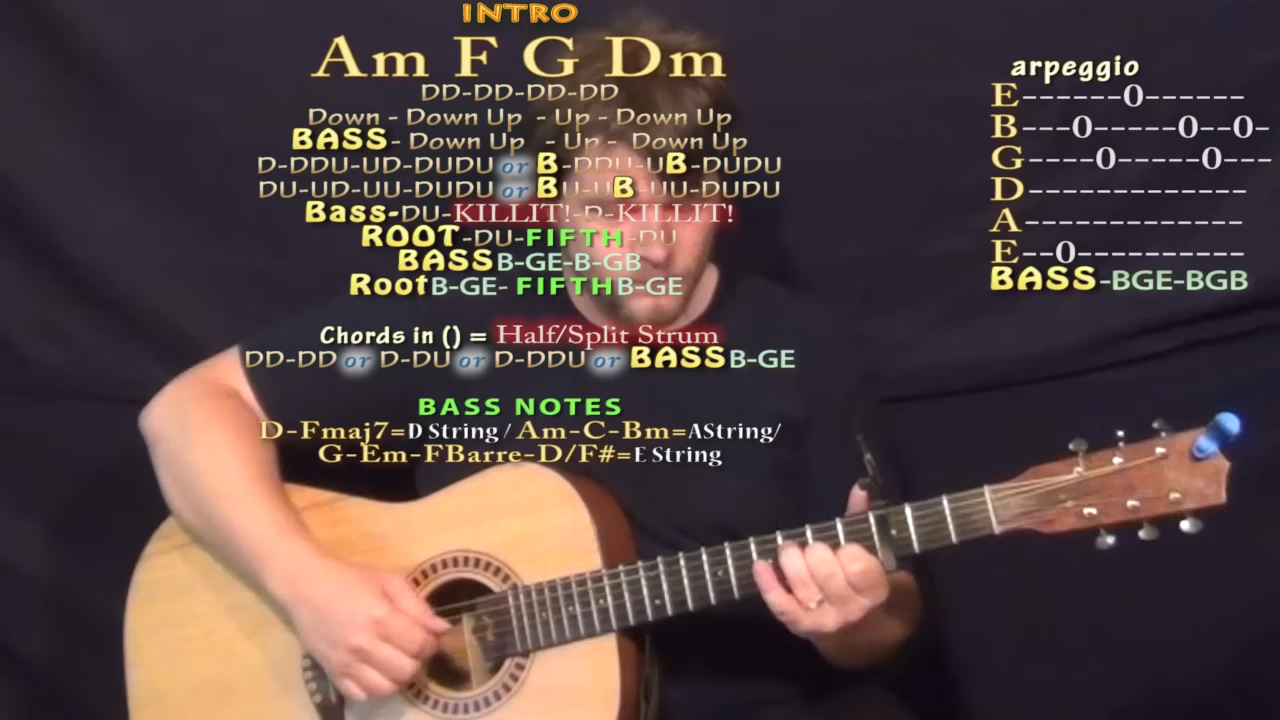 INTRO
Am F G Dm
DD-DD-DD-DD
Down - Down Up - Up - Down Up
BASS - Down Up - Up - Down Up
D-DDU-UD-DUDU or B-DDU-UB-DUDU
DU-UD-UU-DUDU or BU-UB-UU-DUDU
Bass-DU-KILLIT!-D-KILLIT!
ROOT-DU-FIFTH-DU
BASSB-GE-B-GB
RootB-GE- FIFTHB-GE
Chords in () = Half/Split Strum
DD-DD or D-DU or D-DDU or BASSB-GE
BASS NOTES
D-Fmaj7=D String / Am-C-Bm=AString/
G-Em-FBarre-D/F#=E String
arpeggio
E------0------
B---0-----0--0-
G----0-----0---
D-------------
A-------------
E--0----------
BASS-BGE-BGB